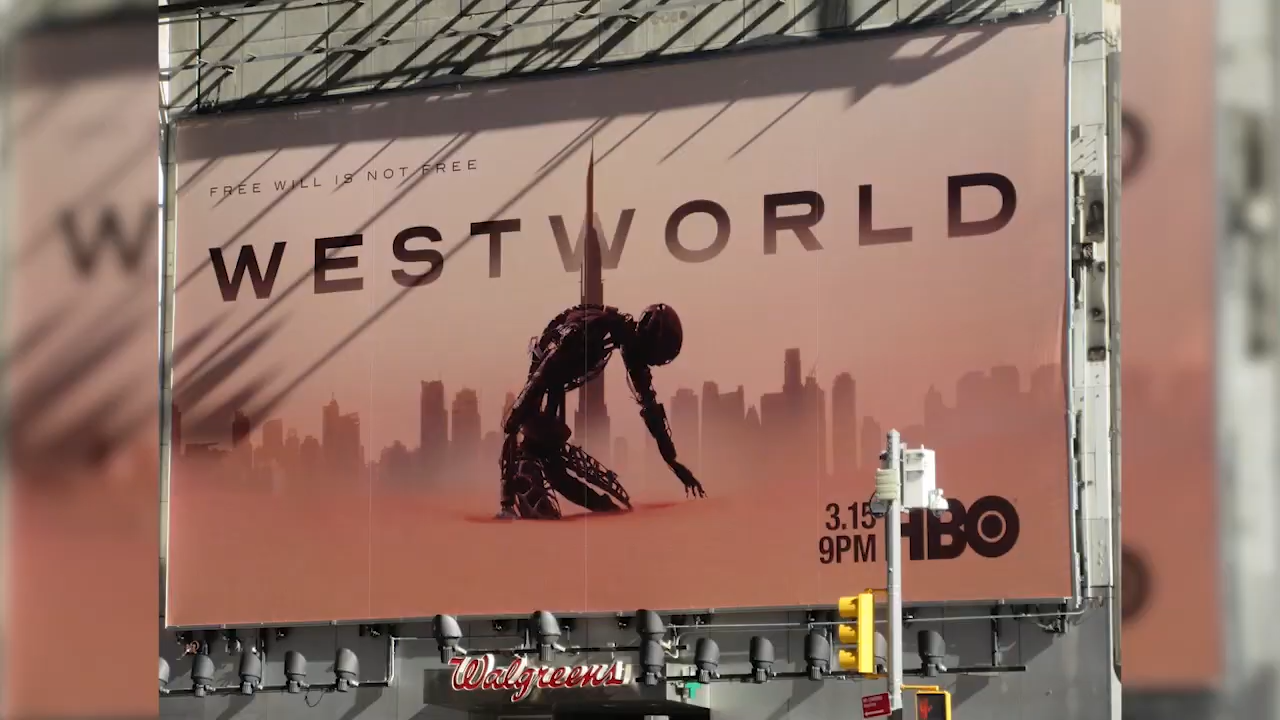 FREE WILL IS NOT FREE
WESTWORLD
3.15
9PM
HBO
Walgreens